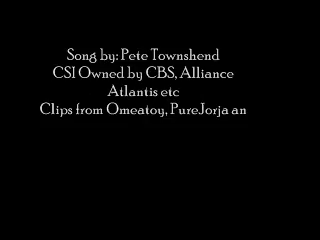 Song by: Pete Townshend
CSI Owned by CBS, Alliance
Atlantis etc
Clips from Omeatoy, PureJorja an